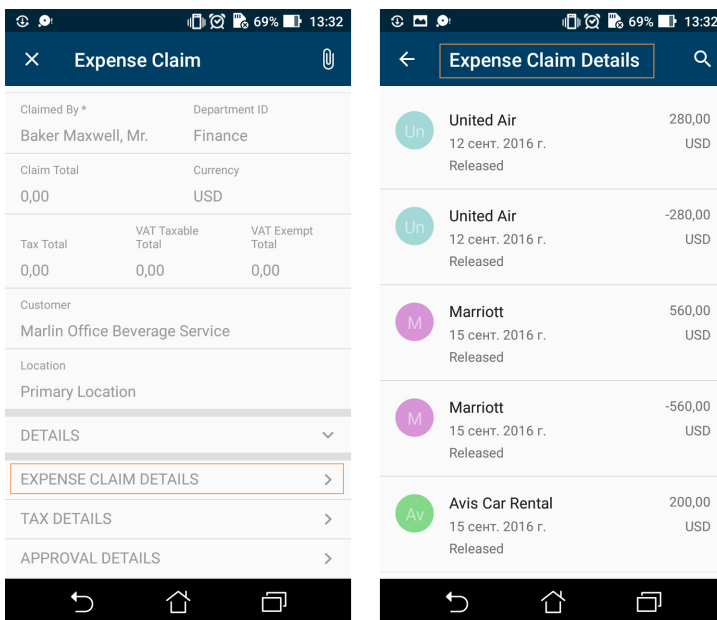 69% 13:32
Expense Claim
Claimed By * Department ID
Baker Maxwell, Mr. Finance
Claim Total Currency
0,00 USD
Tax Total VAT Taxable Total VAT Exempt Total
0,00 0,00 0,00
Customer
Marlin Office Beverage Service
Location
Primary Location
DETAILS
EXPENSE CLAIM DETAILS
TAX DETAILS
APPROVAL DETAILS
69% 13:32
Expense Claim Details
Un United Air 280,00
12 сент. 2016 г. USD
Released
Un United Air -280,00
12 сент. 2016 г. USD
Released
M Marriott 560,00
15 сент. 2016 г. USD
Released
M Marriott -560,00
15 сент. 2016 г. USD
Released
Av Avis Car Rental 200,00
15 сент. 2016 г. USD
Released